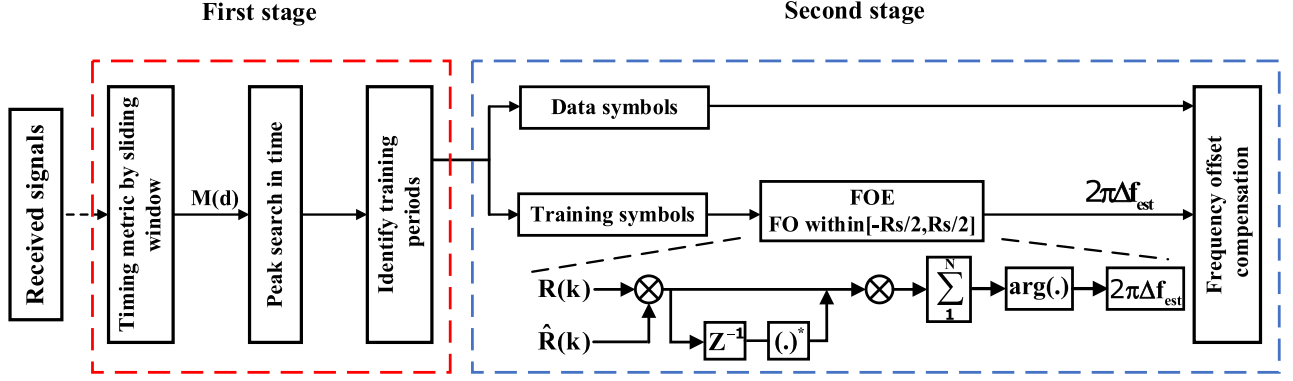 First stage
Second stage
Received signals
Timing metric by sliding
window
M(d)
Peak search in time
Identify training
periods
Data symbols
Training symbols
FOE
FO within[-Rs/2,Rs/2]
2πΔf_est
Frequency offset
compensation
R(k)
R̂(k)
Z⁻¹
(.)*
N
∑
1
arg(.)
2πΔf_est